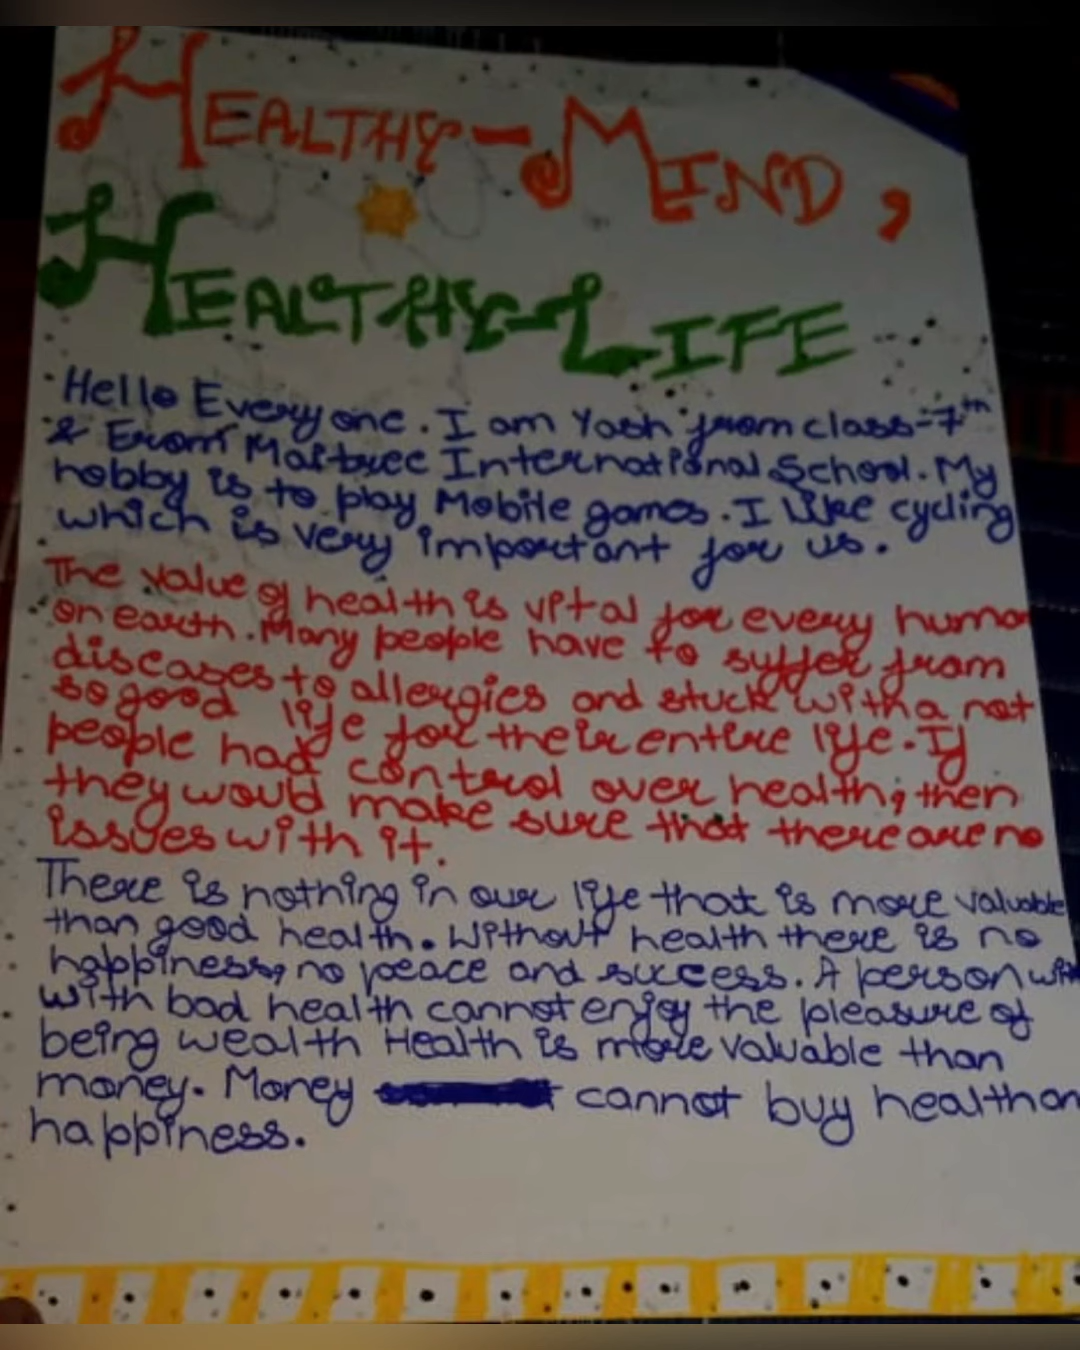 HEALTHY-MIND,
HEALTHY-LIFE
Hello Everyone. I am Yash from class-7th
& From International School. My
hobby is to play Mobile games. I like cycling
which is very important for us.
The value of health is vital for every human
on earth. Many people have to suffer from
diseases to allergies and stuck with a not
so good life for their entire life. If
people had control over health, then
they would make sure that there are no
issues with it.
There is nothing in our life that is more valuable
than good health. Without health there is no
happiness, no peace and success. A person
with bad health cannot enjoy the pleasure of
being wealth Health is more valuable than
money. Money cannot buy health
happiness.